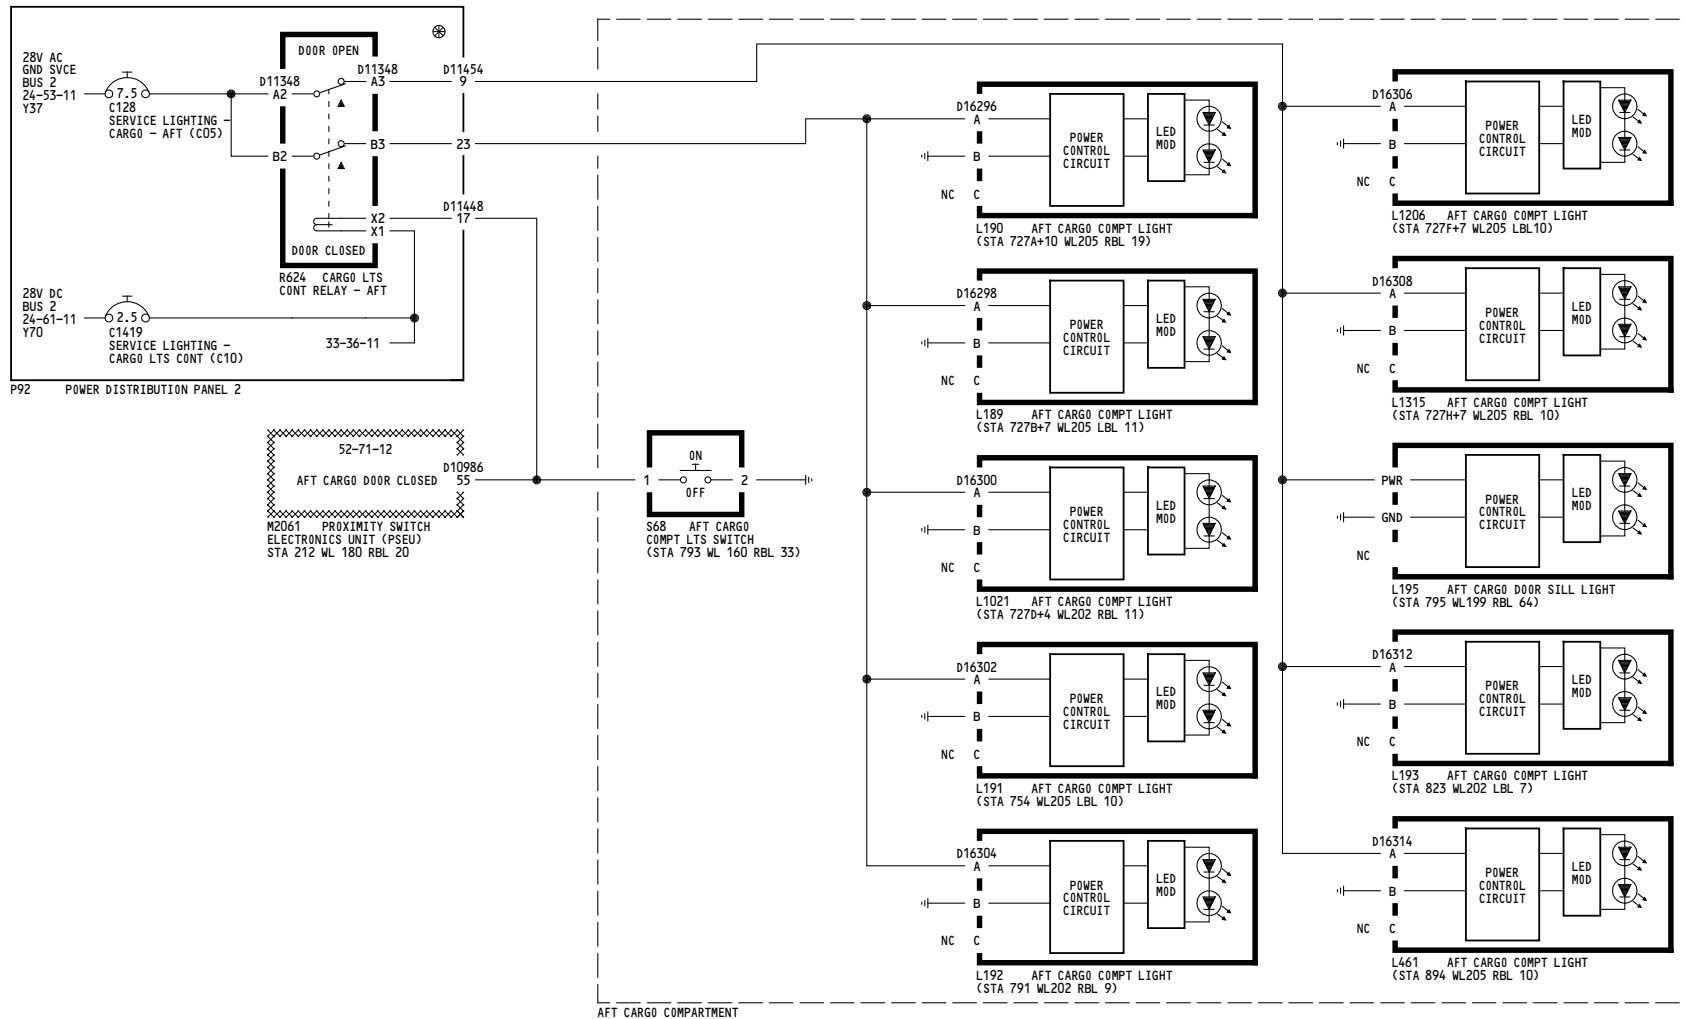 28V AC
GND SVCE
BUS 2
24-53-11
Y37
7.5
C128
SERVICE LIGHTING -
CARGO - AFT (C05)
DOOR OPEN
D11348
A2
D11348
A3
D11454
9
B2
B3
23
D11448
X2
17
X1
DOOR CLOSED
R624 CARGO LTS
CONT RELAY - AFT
28V DC
BUS 2
24-61-11
Y70
2.5
C1419
SERVICE LIGHTING -
CARGO LTS CONT (C10)
33-36-11
P92 POWER DISTRIBUTION PANEL 2
52-71-12
AFT CARGO DOOR CLOSED
D10986
55
M2061 PROXIMITY SWITCH
ELECTRONICS UNIT (PSEU)
STA 212 WL 180 RBL 20
ON
1
2
OFF
S68 AFT CARGO
COMPT LTS SWITCH
(STA 793 WL 160 RBL 33)
D16296
A
B
NC C
POWER
CONTROL
CIRCUIT
LED
MOD
L190 AFT CARGO COMPT LIGHT
(STA 727A+10 WL205 RBL 19)
D16298
A
B
NC C
POWER
CONTROL
CIRCUIT
LED
MOD
L189 AFT CARGO COMPT LIGHT
(STA 727B+7 WL205 LBL 11)
D16300
A
B
NC C
POWER
CONTROL
CIRCUIT
LED
MOD
L1021 AFT CARGO COMPT LIGHT
(STA 727D+4 WL202 RBL 11)
D16302
A
B
NC C
POWER
CONTROL
CIRCUIT
LED
MOD
L191 AFT CARGO COMPT LIGHT
(STA 754 WL205 LBL 10)
D16304
A
B
NC C
POWER
CONTROL
CIRCUIT
LED
MOD
L192 AFT CARGO COMPT LIGHT
(STA 791 WL202 RBL 9)
D16306
A
B
NC C
POWER
CONTROL
CIRCUIT
LED
MOD
L1206 AFT CARGO COMPT LIGHT
(STA 727F+7 WL205 LBL10)
D16308
A
B
NC C
POWER
CONTROL
CIRCUIT
LED
MOD
L1315 AFT CARGO COMPT LIGHT
(STA 727H+7 WL205 RBL 10)
PWR
GND
NC
POWER
CONTROL
CIRCUIT
LED
MOD
L195 AFT CARGO DOOR SILL LIGHT
(STA 795 WL199 RBL 64)
D16312
A
B
NC C
POWER
CONTROL
CIRCUIT
LED
MOD
L193 AFT CARGO COMPT LIGHT
(STA 823 WL202 LBL 7)
D16314
A
B
NC C
POWER
CONTROL
CIRCUIT
LED
MOD
L461 AFT CARGO COMPT LIGHT
(STA 894 WL205 RBL 10)
AFT CARGO COMPARTMENT